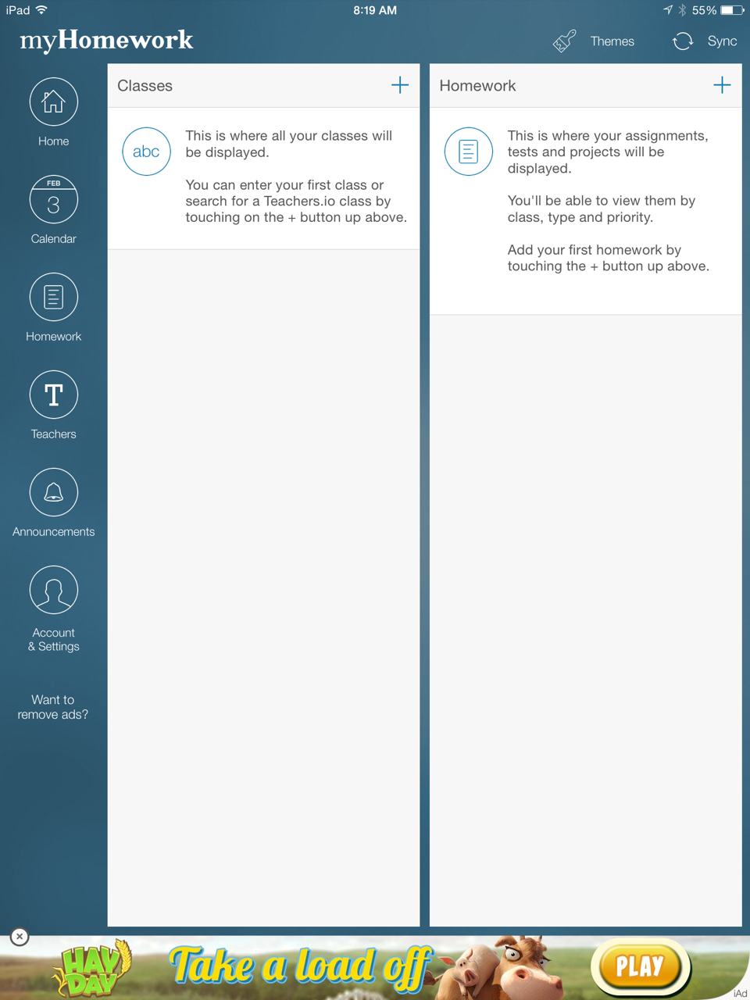 iPad
8:19 AM
55%
myHomework
Themes
Sync
Home
FEB
3
Calendar
Homework
T
Teachers
Announcements
Account
& Settings
Want to
remove ads?
Classes
+
abc
This is where all your classes will
be displayed.
You can enter your first class or
search for a Teachers.io class by
touching on the + button up above.
Homework
+
This is where your assignments,
tests and projects will be
displayed.
You'll be able to view them by
class, type and priority.
Add your first homework by
touching the + button up above.
HAY
DAY
Take a load off
PLAY
iAd